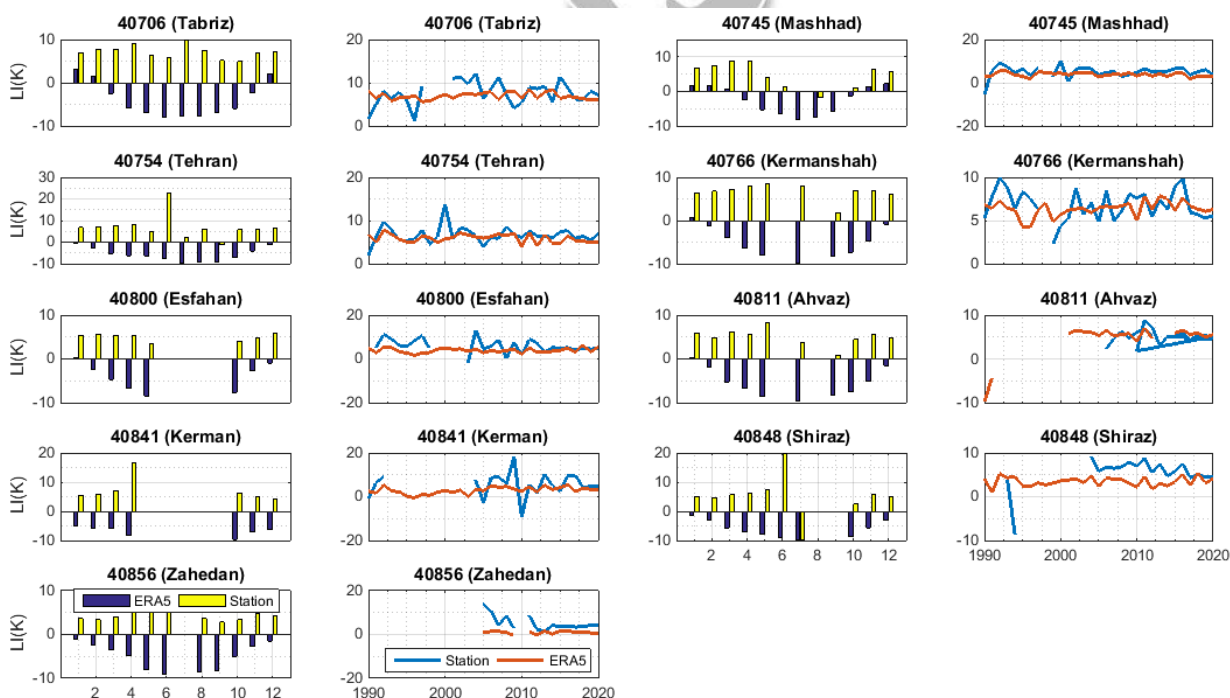 40706 (Tabriz) 40706 (Tabriz) 40745 (Mashhad) 40745 (Mashhad)
LI(K) 10 0 -10 20 10 0 10 0 -10 20 0 -20
40754 (Tehran) 40754 (Tehran) 40766 (Kermanshah) 40766 (Kermanshah)
LI(K) 30 20 10 0 -10 20 10 0 10 0 -10 10 5 0
40800 (Esfahan) 40800 (Esfahan) 40811 (Ahvaz) 40811 (Ahvaz)
LI(K) 10 0 -10 20 0 -20 10 0 -10 10 0 -10
40841 (Kerman) 40841 (Kerman) 40848 (Shiraz) 40848 (Shiraz)
LI(K) 20 10 0 -10 20 0 -20 20 10 0 -10 10 0 -10
2 4 6 8 10 12 1990 2000 2010 2020
40856 (Zahedan) 40856 (Zahedan)
LI(K) 10 0 -10 ERA5 Station 20 0 -20 Station ERA5
2 4 6 8 10 12 1990 2000 2010 2020